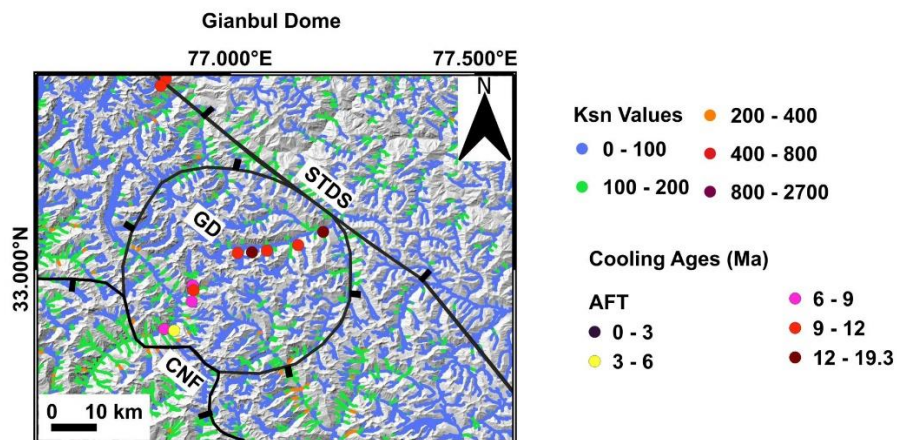 Gianbul Dome
77.000°E 77.500°E
33.000°N
N
STDS
GD
CNF
0 10 km
Ksn Values
0 - 100
100 - 200
200 - 400
400 - 800
800 - 2700
Cooling Ages (Ma)
AFT
0 - 3
3 - 6
6 - 9
9 - 12
12 - 19.3